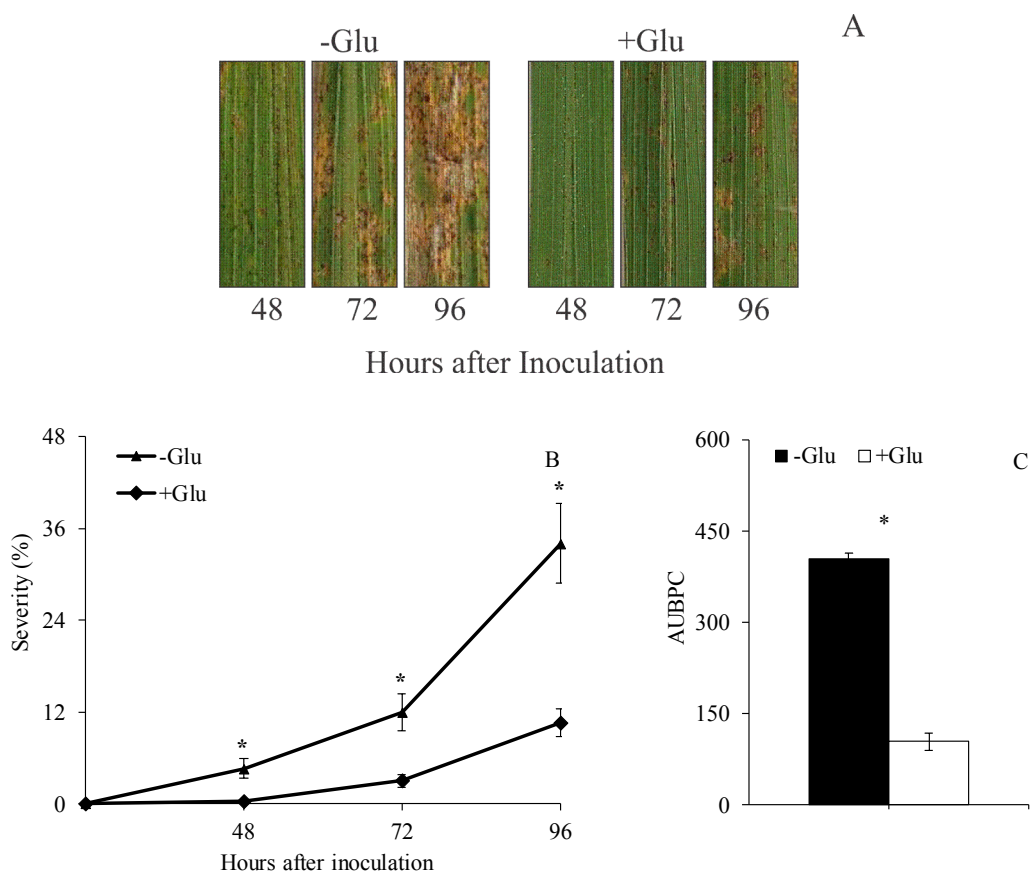 A
-Glu +Glu
48 72 96 48 72 96
Hours after Inoculation
48
36
24
12
0
Severity (%)
-Glu
+Glu
B
*
*
*
48 72 96
Hours after inoculation
600
450
300
150
0
AUBPC
-Glu +Glu
C
*